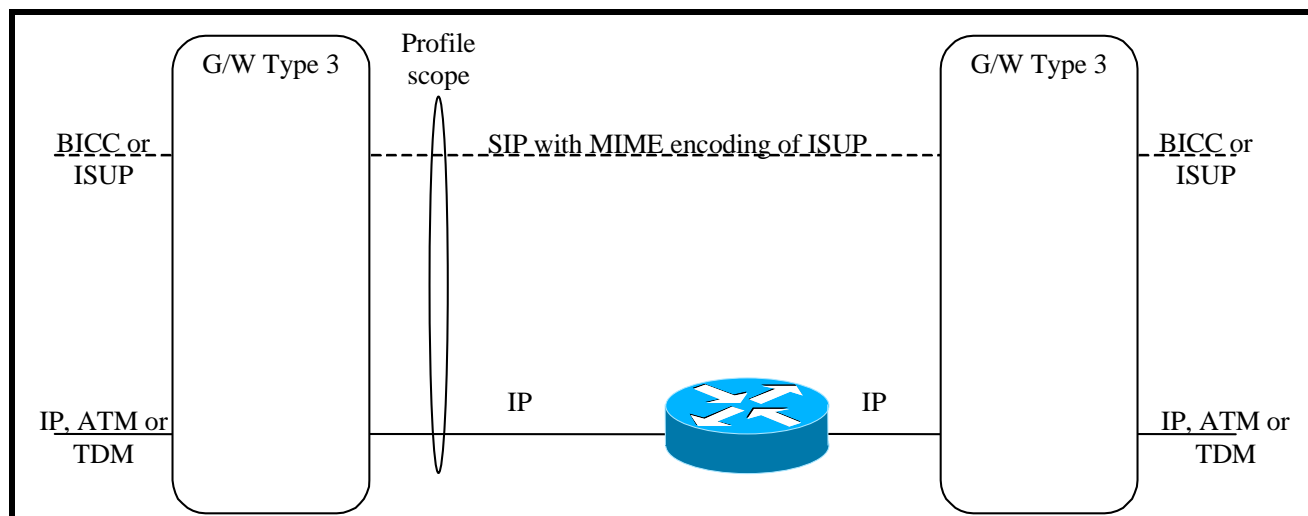 G/W Type 3
Profile
scope
G/W Type 3
BICC or
ISUP
SIP with MIME encoding of ISUP
BICC or
ISUP
IP, ATM or
TDM
IP
IP
IP, ATM or
TDM